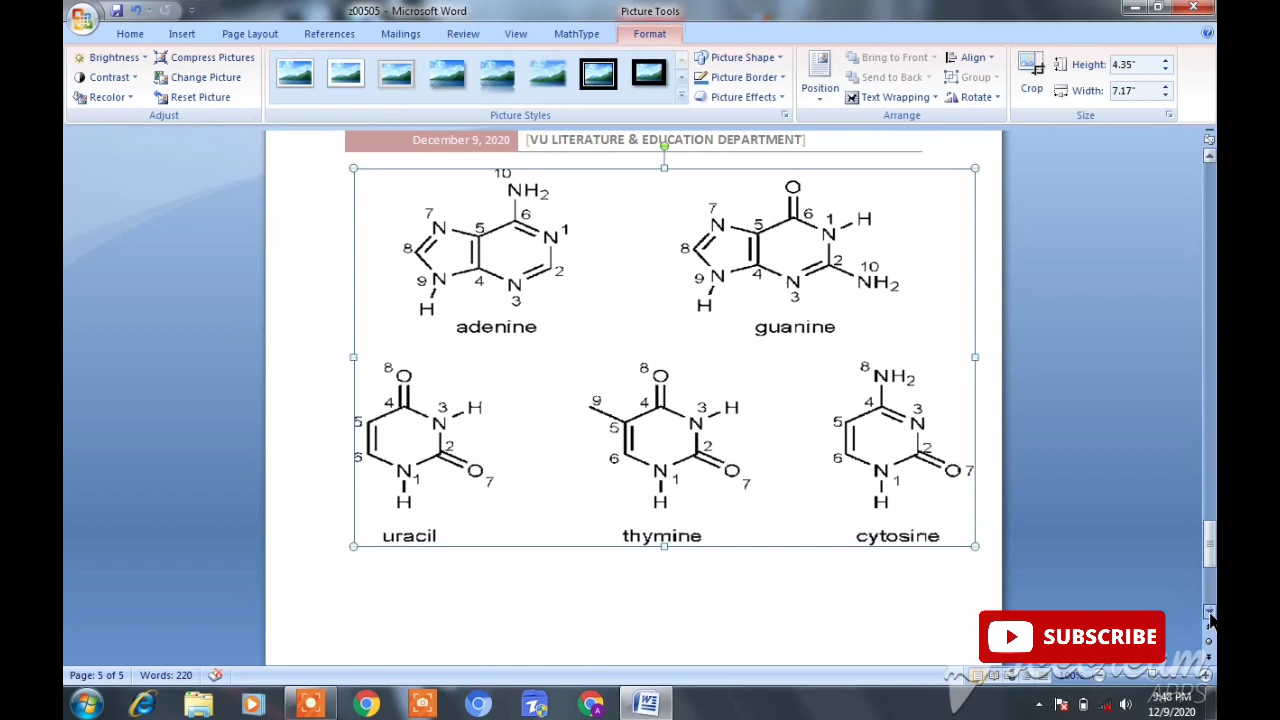 z00505 - Microsoft Word
Picture Tools
Home Insert Page Layout References Mailings Review View MathType Format
Brightness Compress Pictures
Contrast Change Picture
Recolor Reset Picture
Adjust
Picture Styles
Picture Shape
Picture Border
Picture Effects
Position
Bring to Front
Send to Back
Text Wrapping
Align
Group
Rotate
Arrange
Crop
Height: 4.35"
Width: 7.17"
Size
December 9, 2020 [VU LITERATURE & EDUCATION DEPARTMENT]
10
NH2
7 N 5 6 N 1
8
9 N 4 N 2
H 3
adenine
O
7 N 5 6 1 H
N
8 2 10
9 N 4 N NH2
H 3
guanine
8 O
4 3 H
5 N
6 2
N 1 O 7
H
uracil
8 O
9 4 3 H
5 N
6 2
N 1 O 7
H
thymine
8 NH2
4 3
5 N
6 2
N 1 O 7
H
cytosine
SUBSCRIBE
APPS
Page: 5 of 5 Words: 220
100%
9:48 PM
12/9/2020